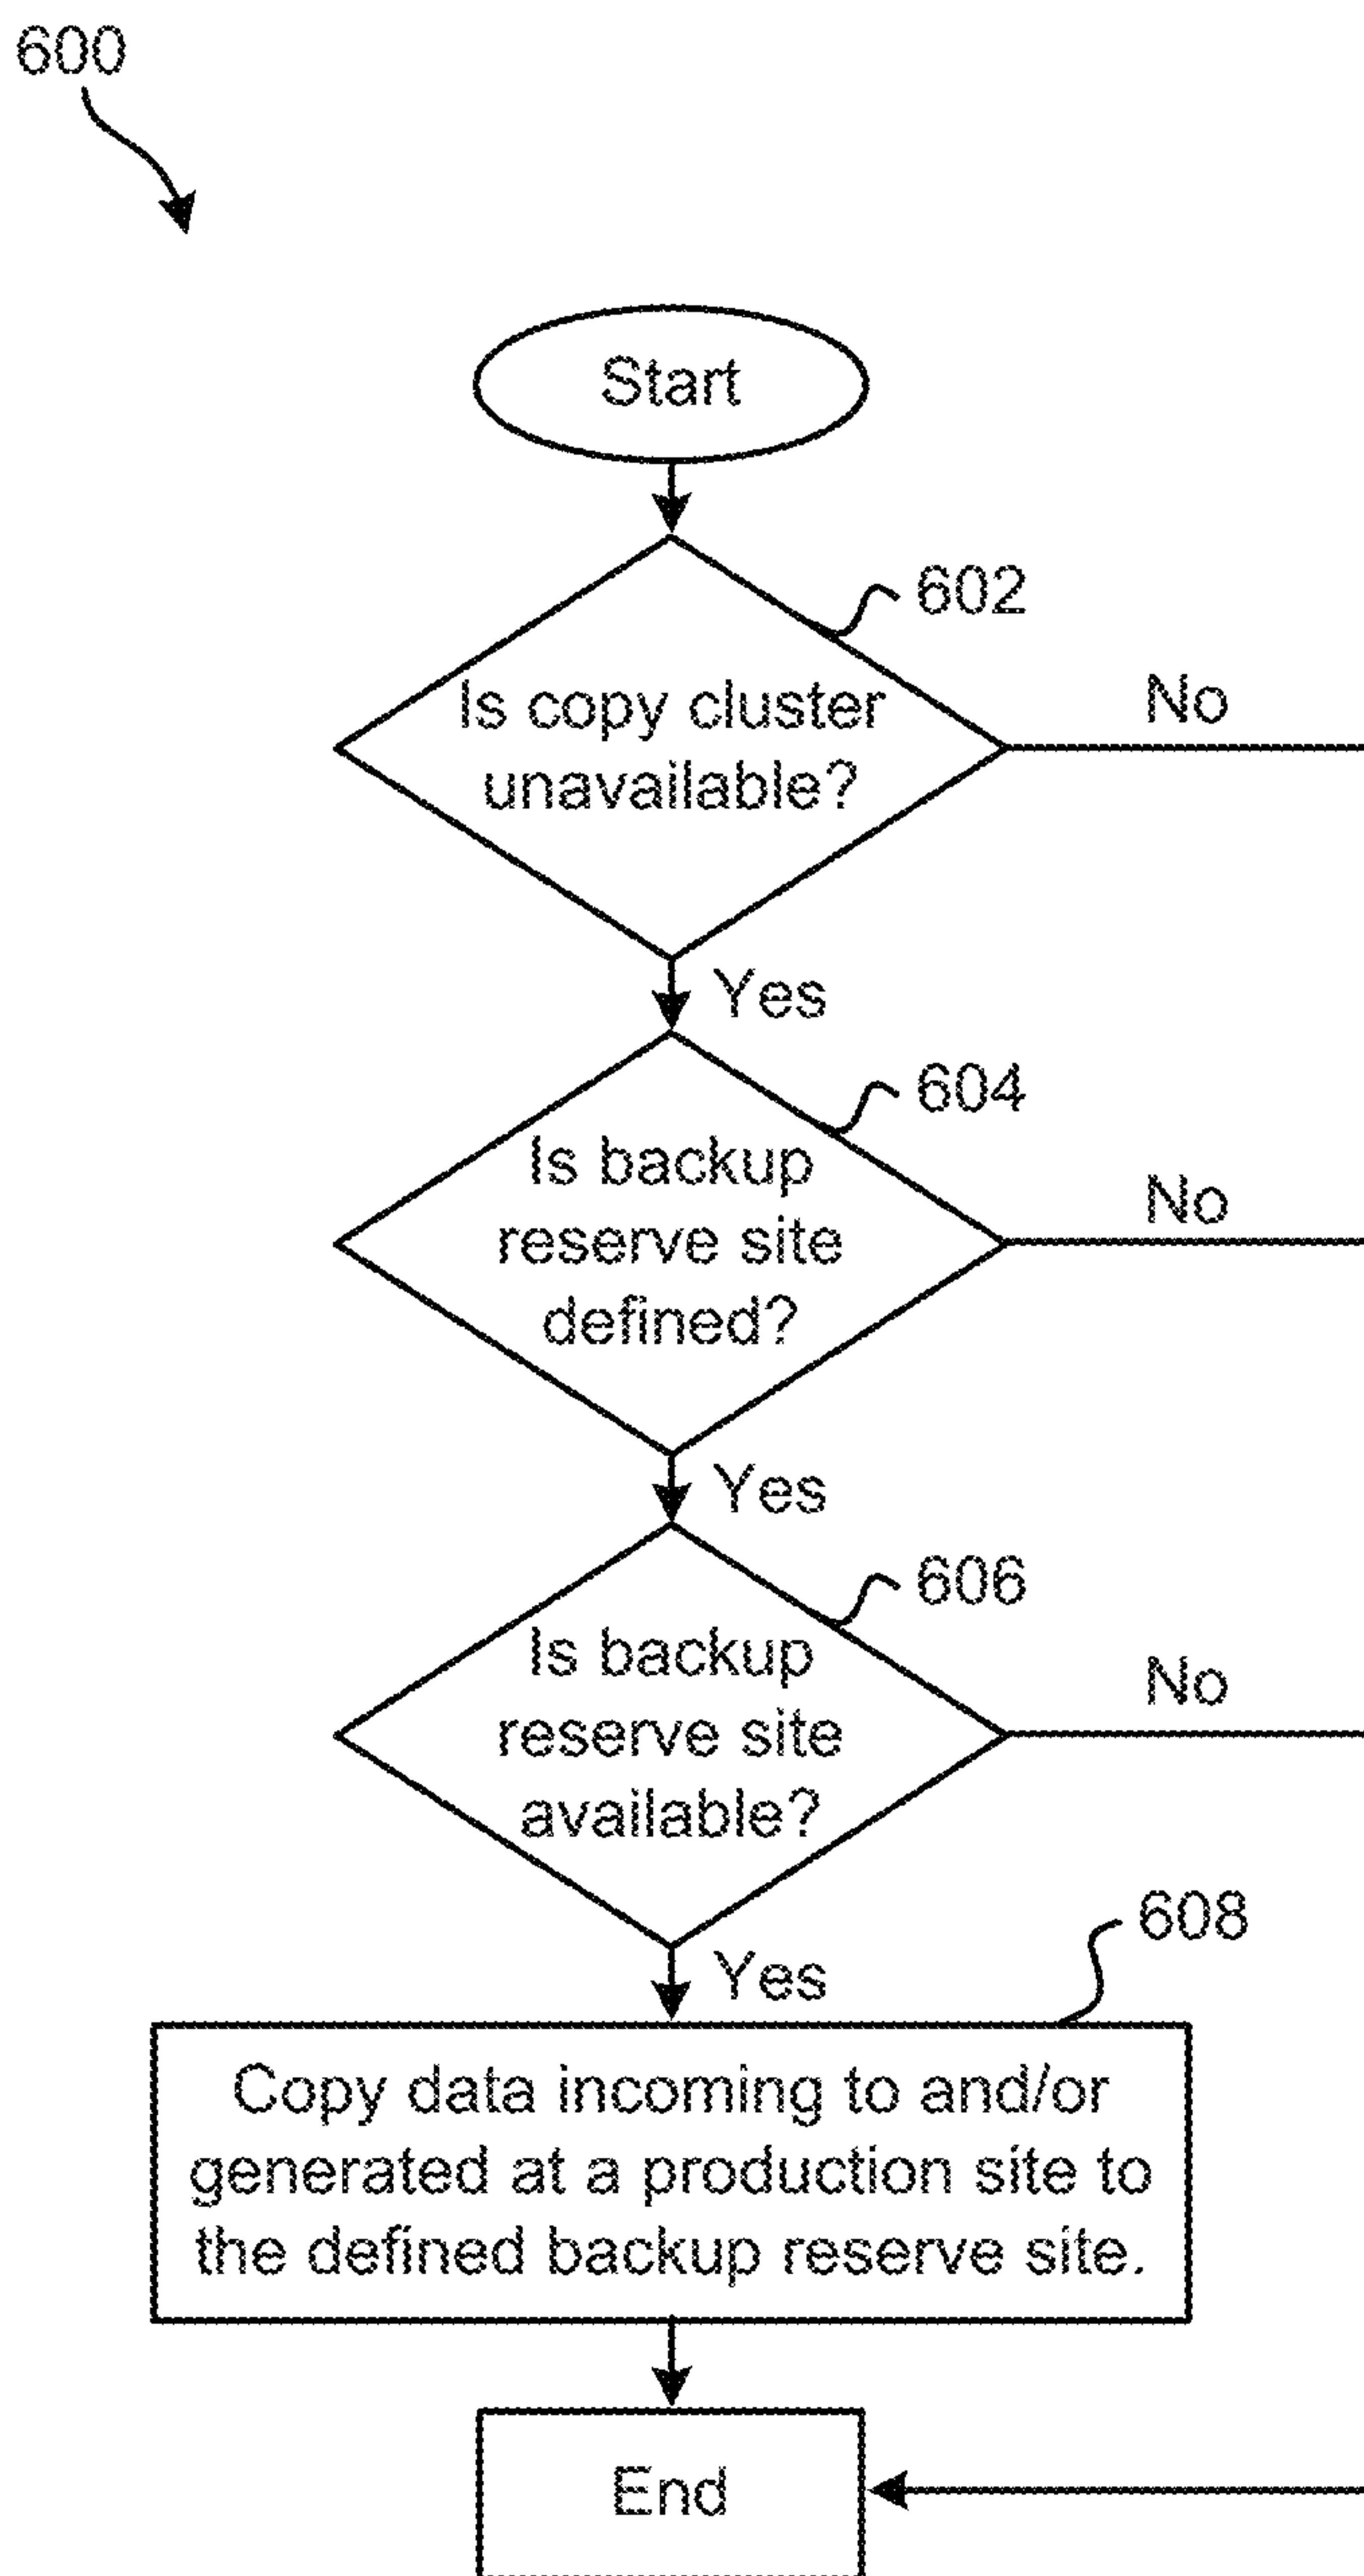 600
Start
602
Is copy cluster
unavailable?
No
Yes
604
Is backup
reserve site
defined?
No
Yes
606
Is backup
reserve site
available?
No
Yes
608
Copy data incoming to and/or
generated at a production site to
the defined backup reserve site.
End